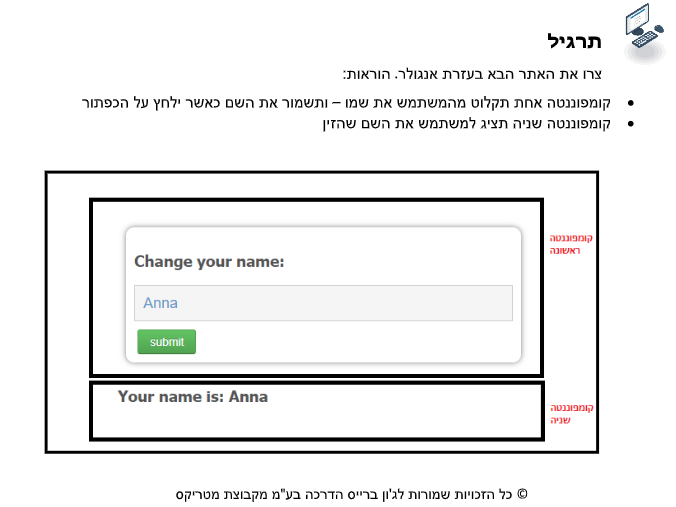 תרגיל
צרו את האתר הבא בעזרת אנגולר. הוראות:
• קומפוננטה אחת תקלוט מהמשתמש את שמו – ותשמור את השם כאשר ילחץ על הכפתור
• קומפוננטה שניה תציג למשתמש את השם שהזין
קומפוננטה
ראשונה
Change your name:
Anna
submit
Your name is: Anna
קומפוננטה
שניה
© כל הזכויות שמורות לג'ון ברייס הדרכה בע"מ מקבוצת מטריקס